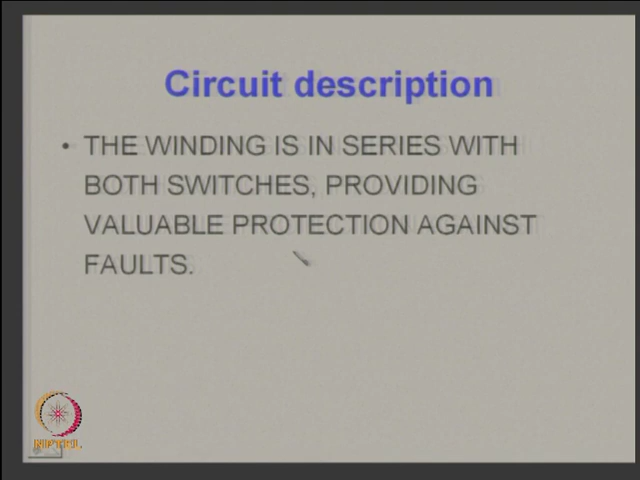 Circuit description
• THE WINDING IS IN SERIES WITH
BOTH SWITCHES, PROVIDING
VALUABLE PROTECTION AGAINST
FAULTS.
NPTEL